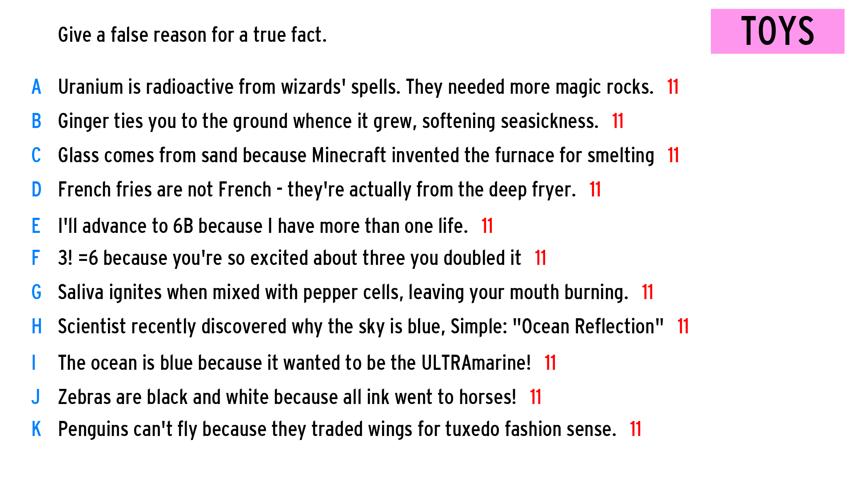 Give a false reason for a true fact.
TOYS
A Uranium is radioactive from wizards' spells. They needed more magic rocks. 11
B Ginger ties you to the ground whence it grew, softening seasickness. 11
C Glass comes from sand because Minecraft invented the furnace for smelting 11
D French fries are not French - they're actually from the deep fryer. 11
E I'll advance to 6B because I have more than one life. 11
F 3! =6 because you're so excited about three you doubled it 11
G Saliva ignites when mixed with pepper cells, leaving your mouth burning. 11
H Scientist recently discovered why the sky is blue, Simple: "Ocean Reflection" 11
I The ocean is blue because it wanted to be the ULTRAmarine! 11
J Zebras are black and white because all ink went to horses! 11
K Penguins can't fly because they traded wings for tuxedo fashion sense. 11